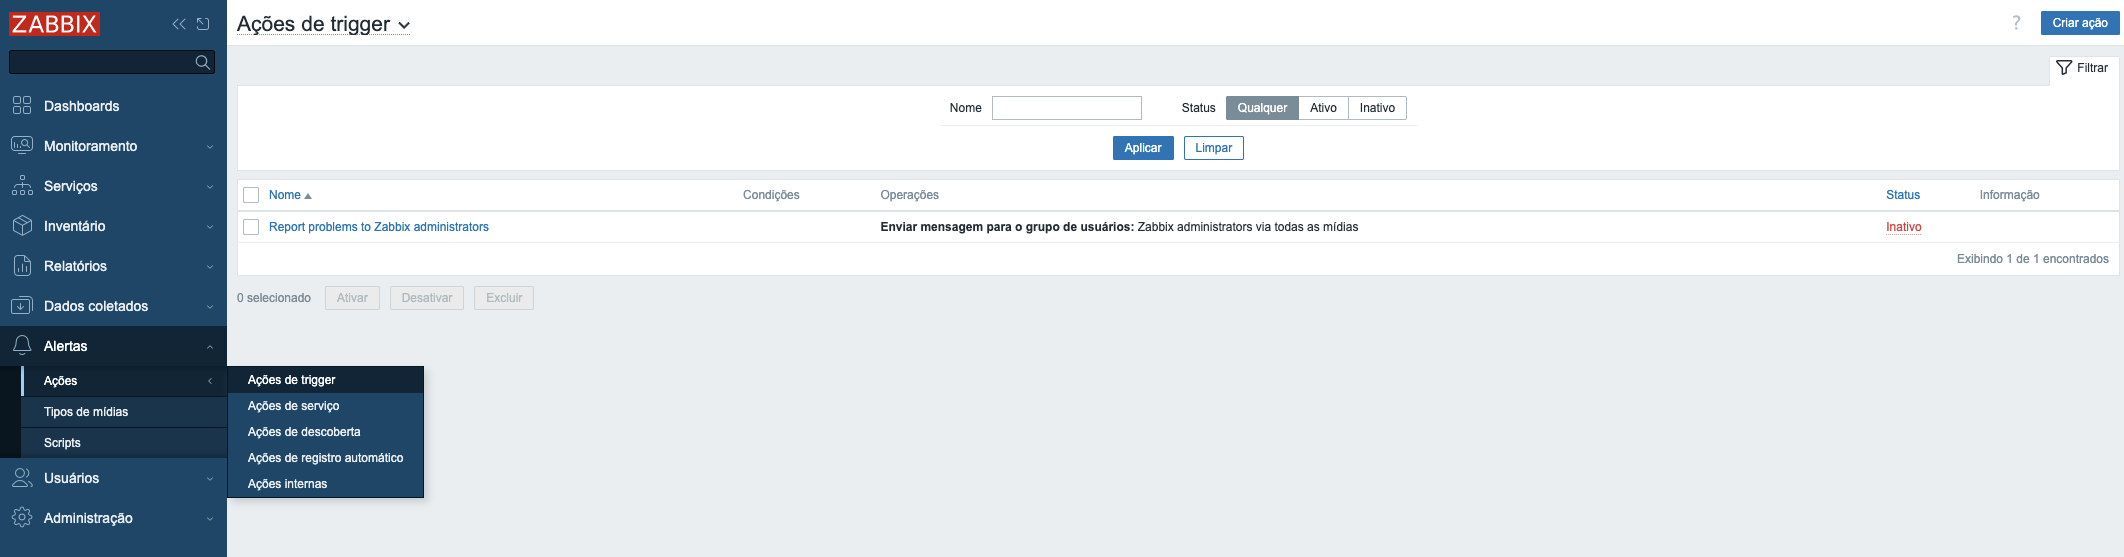 ZABBIX
Dashboards
Monitoramento
Serviços
Inventário
Relatórios
Dados coletados
Alertas
Ações
Tipos de mídias
Scripts
Usuários
Administração
Ações de trigger
Ações de serviço
Ações de descoberta
Ações de registro automático
Ações internas
Ações de trigger
? Criar ação
Filtrar
Nome Status Qualquer Ativo Inativo
Aplicar Limpar
Nome Condições Operações Status Informação
Report problems to Zabbix administrators Enviar mensagem para o grupo de usuários: Zabbix administrators via todas as mídias Inativo
Exibindo 1 de 1 encontrados
0 selecionado Ativar Desativar Excluir